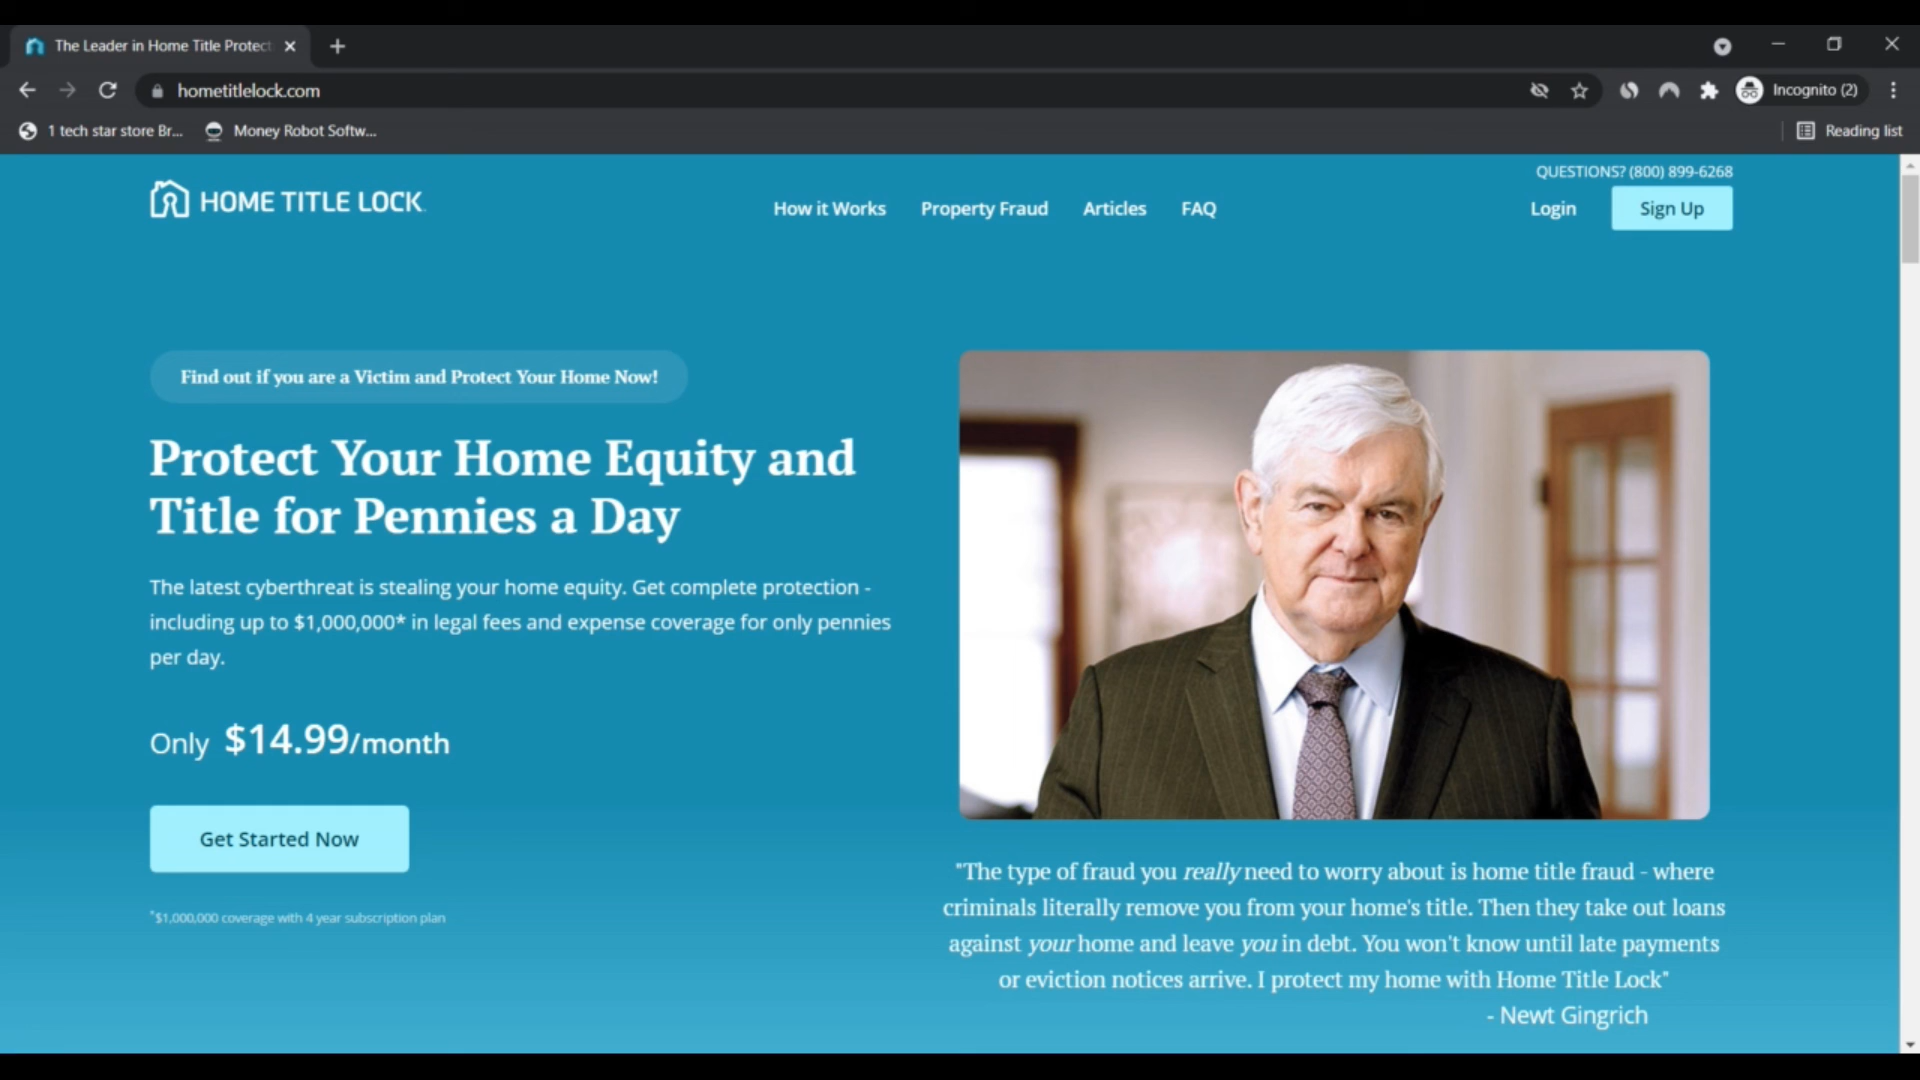 The Leader in Home Title Protect
hometitlelock.com
Incognito (2)
1 tech star store Br...
Money Robot Softw...
Reading list
QUESTIONS? (800) 899-6268
HOME TITLE LOCK
How it Works
Property Fraud
Articles
FAQ
Login
Sign Up
Find out if you are a Victim and Protect Your Home Now!
Protect Your Home Equity and
Title for Pennies a Day
The latest cyberthreat is stealing your home equity. Get complete protection -
including up to $1,000,000* in legal fees and expense coverage for only pennies
per day.
Only $14.99/month
Get Started Now
*$1,000,000 coverage with 4 year subscription plan
"The type of fraud you really need to worry about is home title fraud - where
criminals literally remove you from your home's title. Then they take out loans
against your home and leave you in debt. You won't know until late payments
or eviction notices arrive. I protect my home with Home Title Lock"
- Newt Gingrich